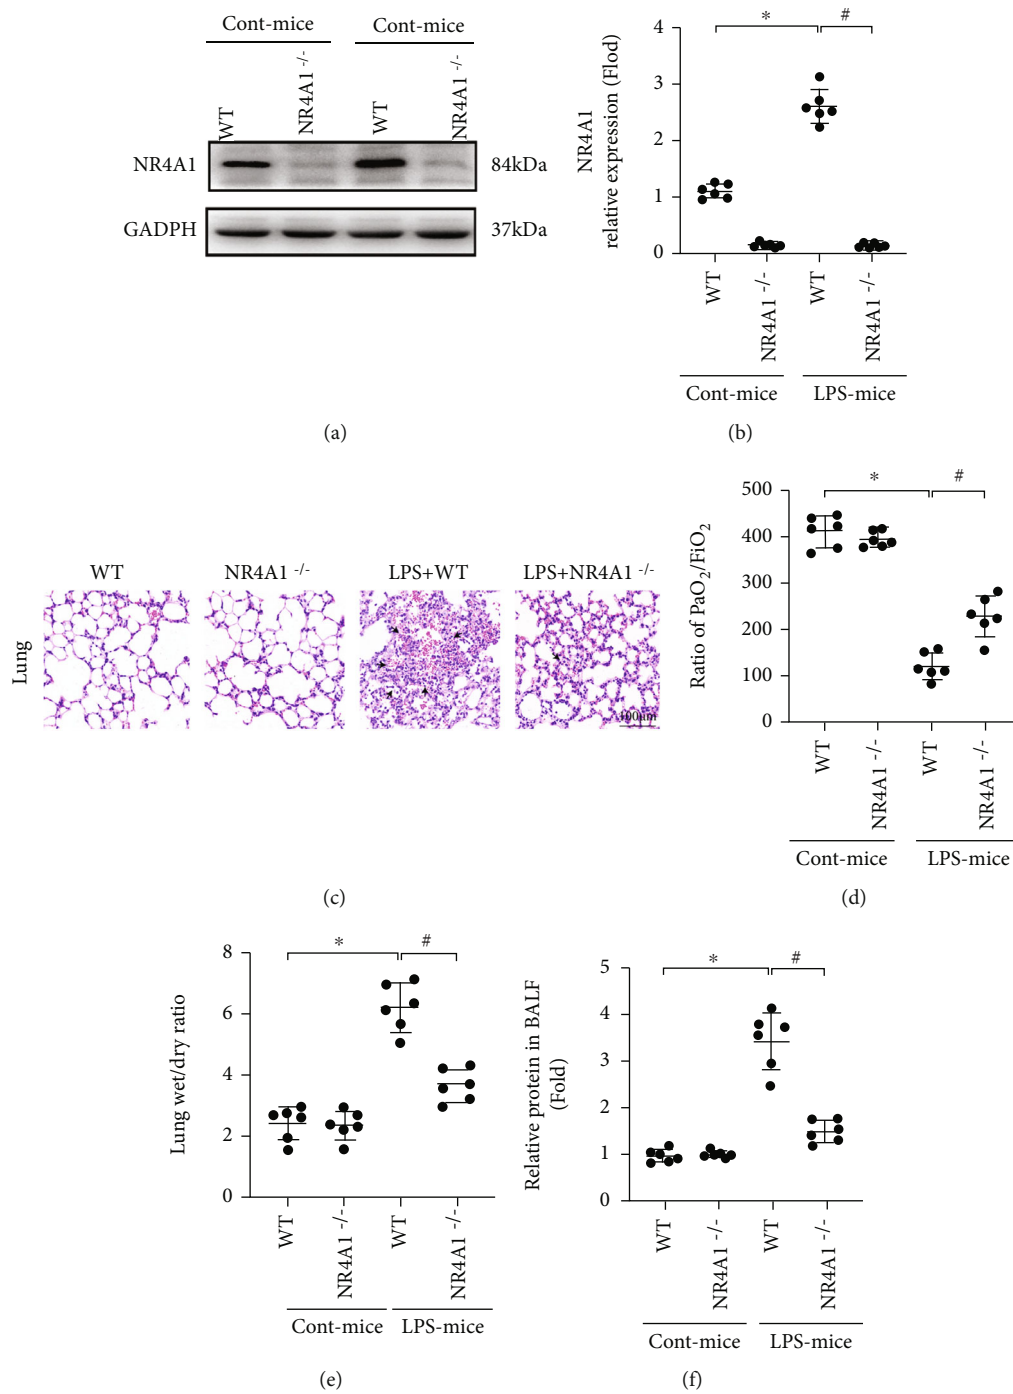 Cont-mice Cont-mice
WT NR4A1 -/- WT NR4A1 -/-
NR4A1 84kDa
GADPH 37kDa
(a)
NR4A1
relative expression (Flod)
4
3
2
1
0
* #
WT NR4A1 -/- WT NR4A1 -/-
Cont-mice LPS-mice
(b)
WT NR4A1 -/- LPS+WT LPS+NR4A1 -/-
Lung
100μm
(c)
Ratio of PaO2/FiO2
500
400
300
200
100
0
* #
WT NR4A1 -/- WT NR4A1 -/-
Cont-mice LPS-mice
(d)
Lung wet/dry ratio
8
6
4
2
0
* #
WT NR4A1 -/- WT NR4A1 -/-
Cont-mice LPS-mice
(e)
Relative protein in BALF
(Fold)
5
4
3
2
1
0
* #
WT NR4A1 -/- WT NR4A1 -/-
Cont-mice LPS-mice
(f)